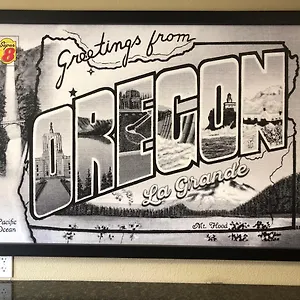 Greetings from
Super
8
OREGON
La Grande
Pacific
Ocean
Mt. Hood